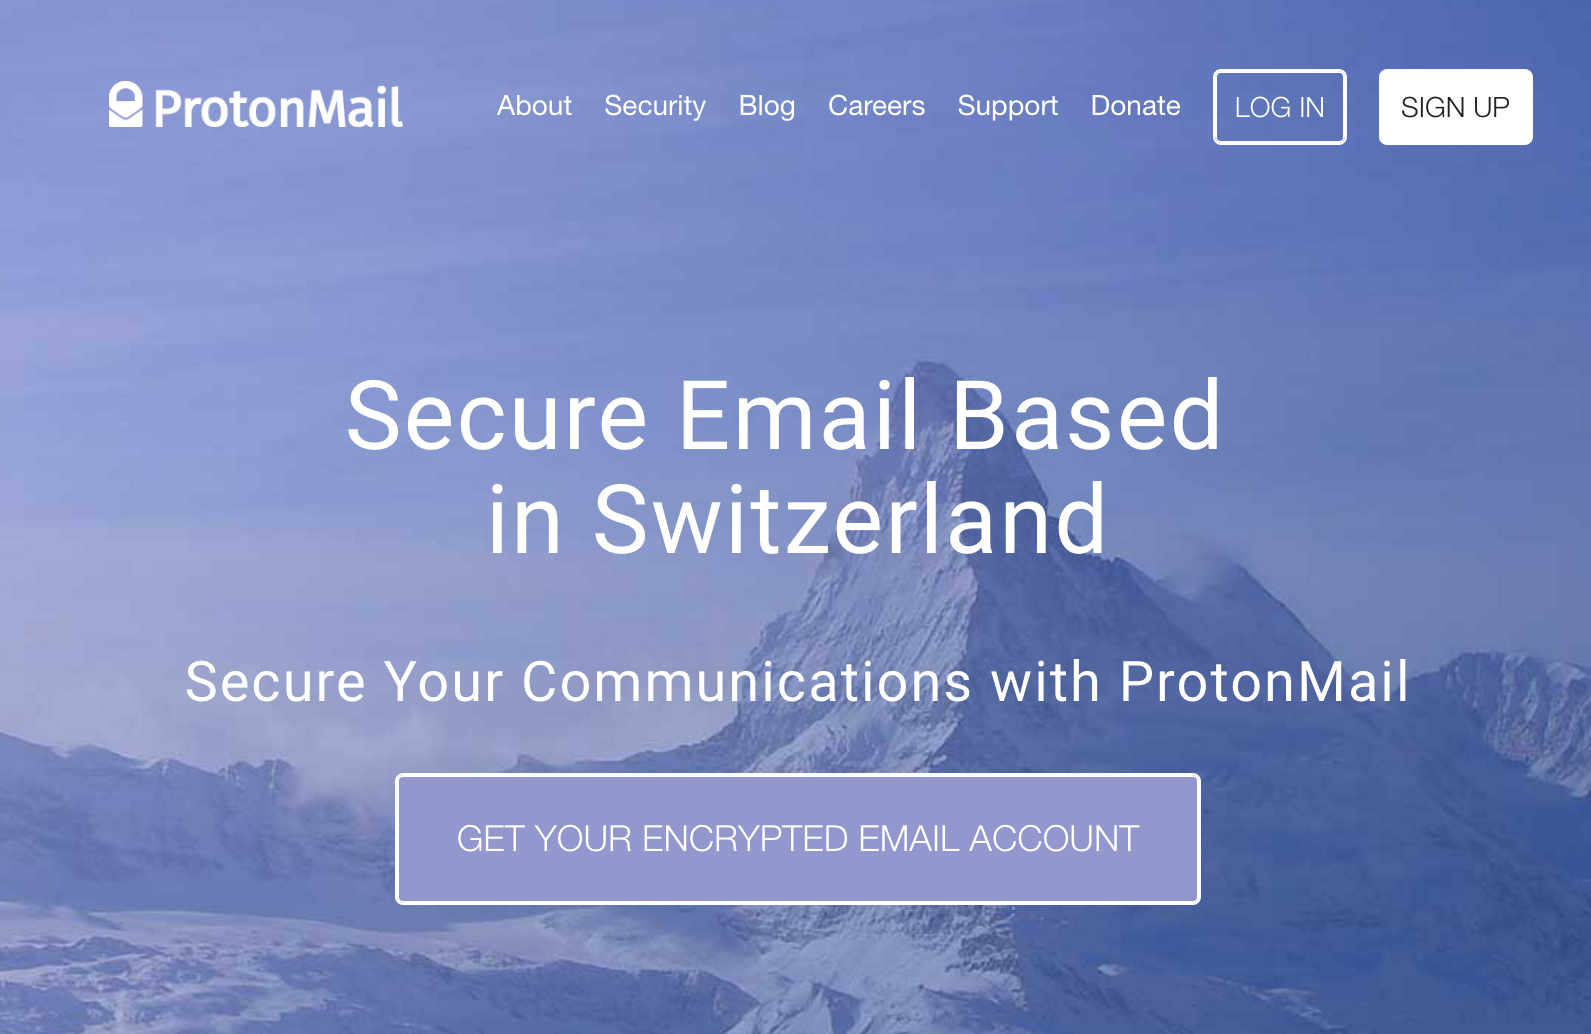 ProtonMail
About Security Blog Careers Support Donate LOG IN SIGN UP
Secure Email Based
in Switzerland
Secure Your Communications with ProtonMail
GET YOUR ENCRYPTED EMAIL ACCOUNT